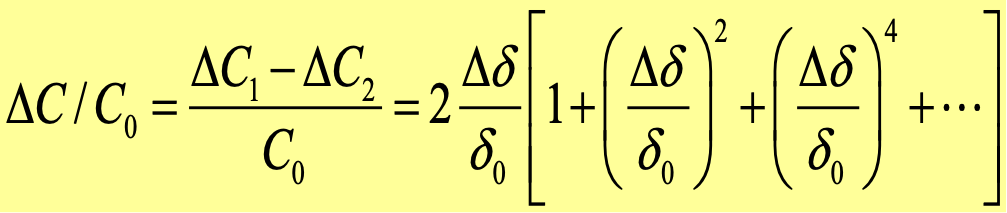 ΔC/C₀ = (ΔC₁ − ΔC₂)/C₀ = 2 Δδ/δ₀ [1 + (Δδ/δ₀)² + (Δδ/δ₀)⁴ + ⋯]